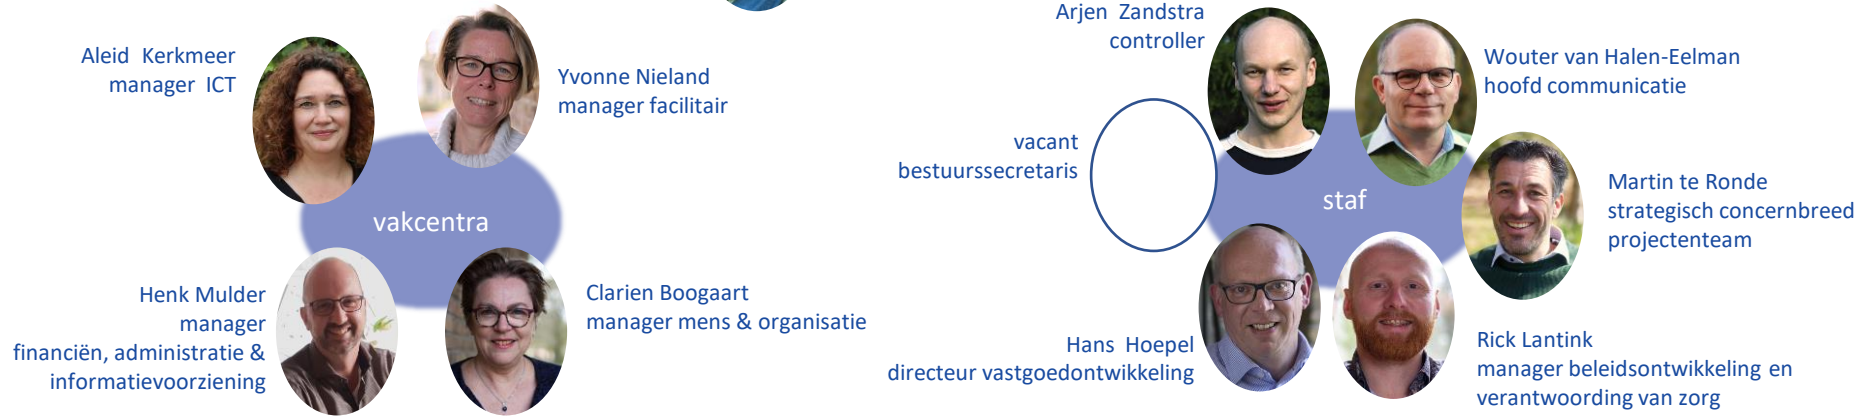 Aleid Kerkmeer
manager ICT
Yvonne Nieland
manager facilitair
vakcentra
Henk Mulder
manager
financiën, administratie &
informatievoorziening
Clarien Boogaart
manager mens & organisatie
Arjen Zandstra
controller
Wouter van Halen-Eelman
hoofd communicatie
vacant
bestuurssecretaris
staf
Martin te Ronde
strategisch concernbreed
projectenteam
Hans Hoepel
directeur vastgoedontwikkeling
Rick Lantink
manager beleidsontwikkeling en
verantwoording van zorg